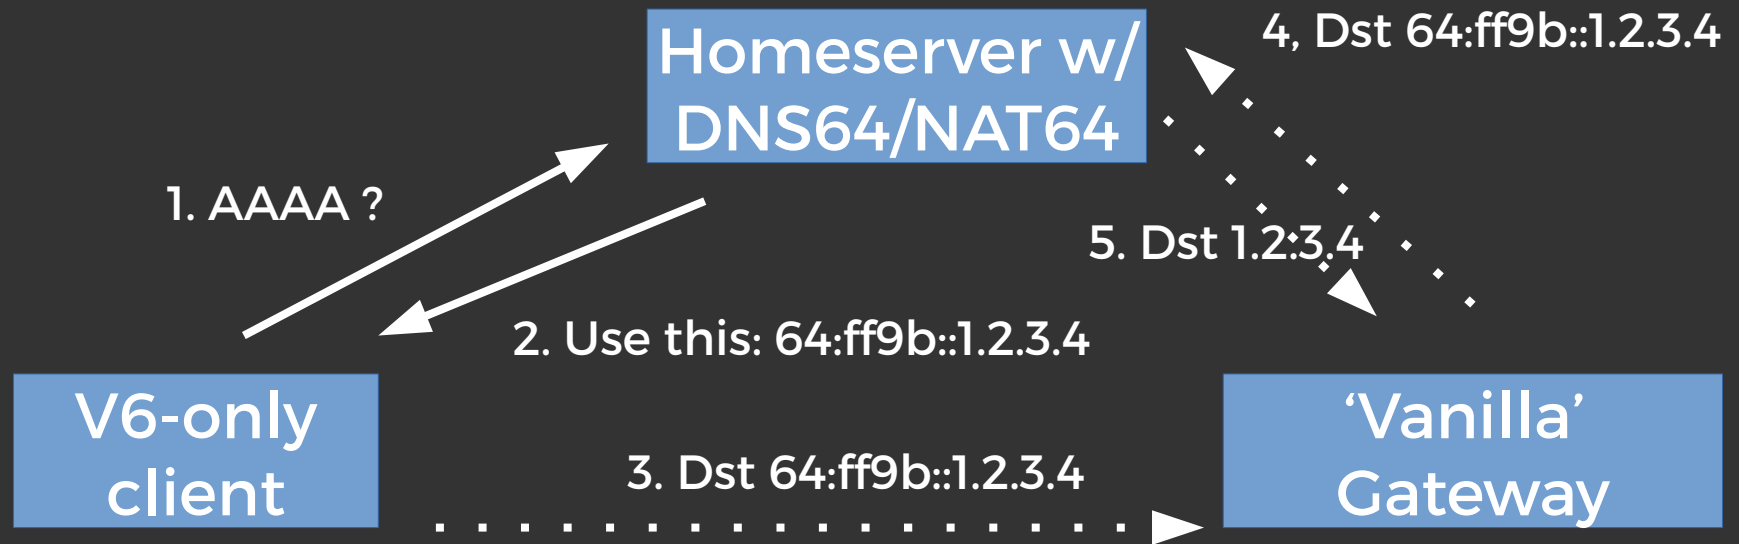 Homeserver w/
DNS64/NAT64
4, Dst 64:ff9b::1.2.3.4
1. AAAA ?
5. Dst 1.2.3.4
2. Use this: 64:ff9b::1.2.3.4
V6-only
client
3. Dst 64:ff9b::1.2.3.4
‘Vanilla’
Gateway